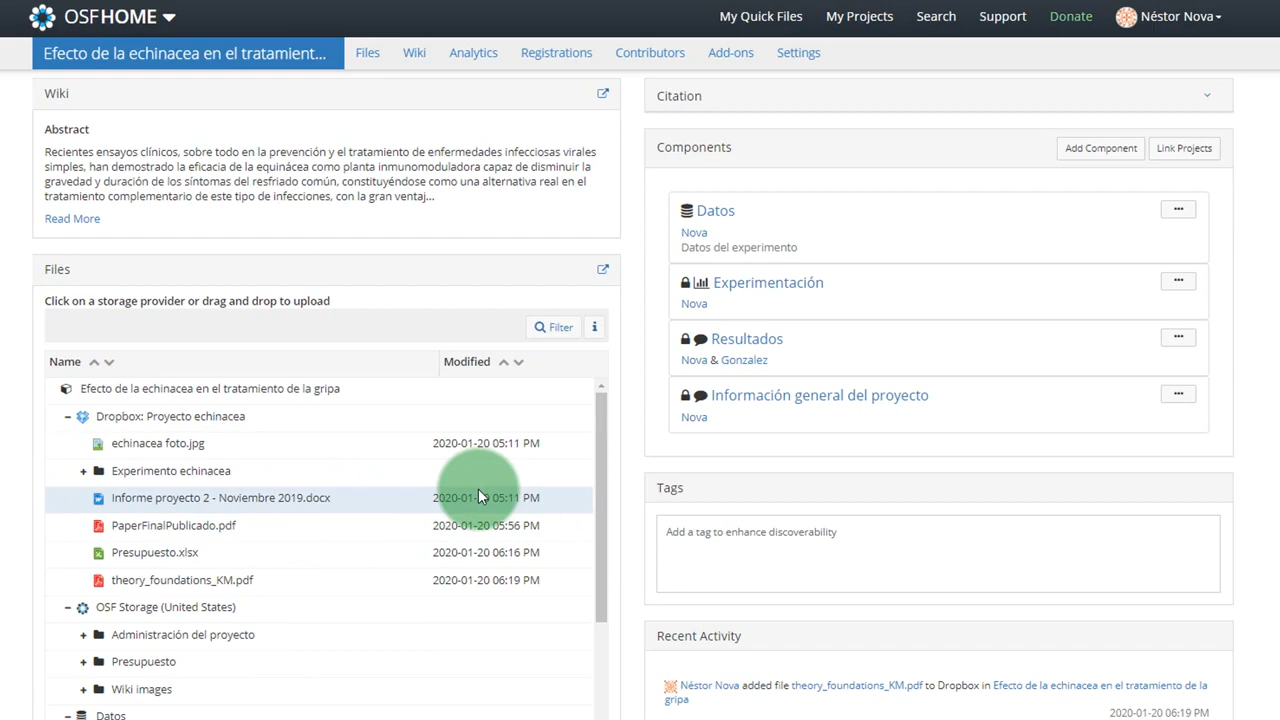 OSFHOME
My Quick Files My Projects Search Support Donate Néstor Nova
Efecto de la echinacea en el tratamient... Files Wiki Analytics Registrations Contributors Add-ons Settings
Wiki
Abstract
Recientes ensayos clínicos, sobre todo en la prevención y el tratamiento de enfermedades infecciosas virales
simples, han demostrado la eficacia de la equinácea como planta inmunomoduladora capaz de disminuir la
gravedad y duración de los síntomas del resfriado común, constituyéndose como una alternativa real en el
tratamiento complementario de este tipo de infecciones, con la gran ventaj...
Read More
Files
Click on a storage provider or drag and drop to upload
Filter
Name Modified
Efecto de la echinacea en el tratamiento de la gripa
Dropbox: Proyecto echinacea
echinacea foto.jpg 2020-01-20 05:11 PM
Experimento echinacea
Informe proyecto 2 - Noviembre 2019.docx 2020-01-20 05:11 PM
PaperFinalPublicado.pdf 2020-01-20 05:56 PM
Presupuesto.xlsx 2020-01-20 06:16 PM
theory_foundations_KM.pdf 2020-01-20 06:19 PM
OSF Storage (United States)
Administración del proyecto
Presupuesto
Wiki images
Datos
Citation
Components Add Component Link Projects
Datos
Nova
Datos del experimento
Experimentación
Nova
Resultados
Nova & Gonzalez
Información general del proyecto
Nova
Tags
Add a tag to enhance discoverability
Recent Activity
Néstor Nova added file theory_foundations_KM.pdf to Dropbox in Efecto de la echinacea en el tratamiento de la
gripa
2020-01-20 06:19 PM